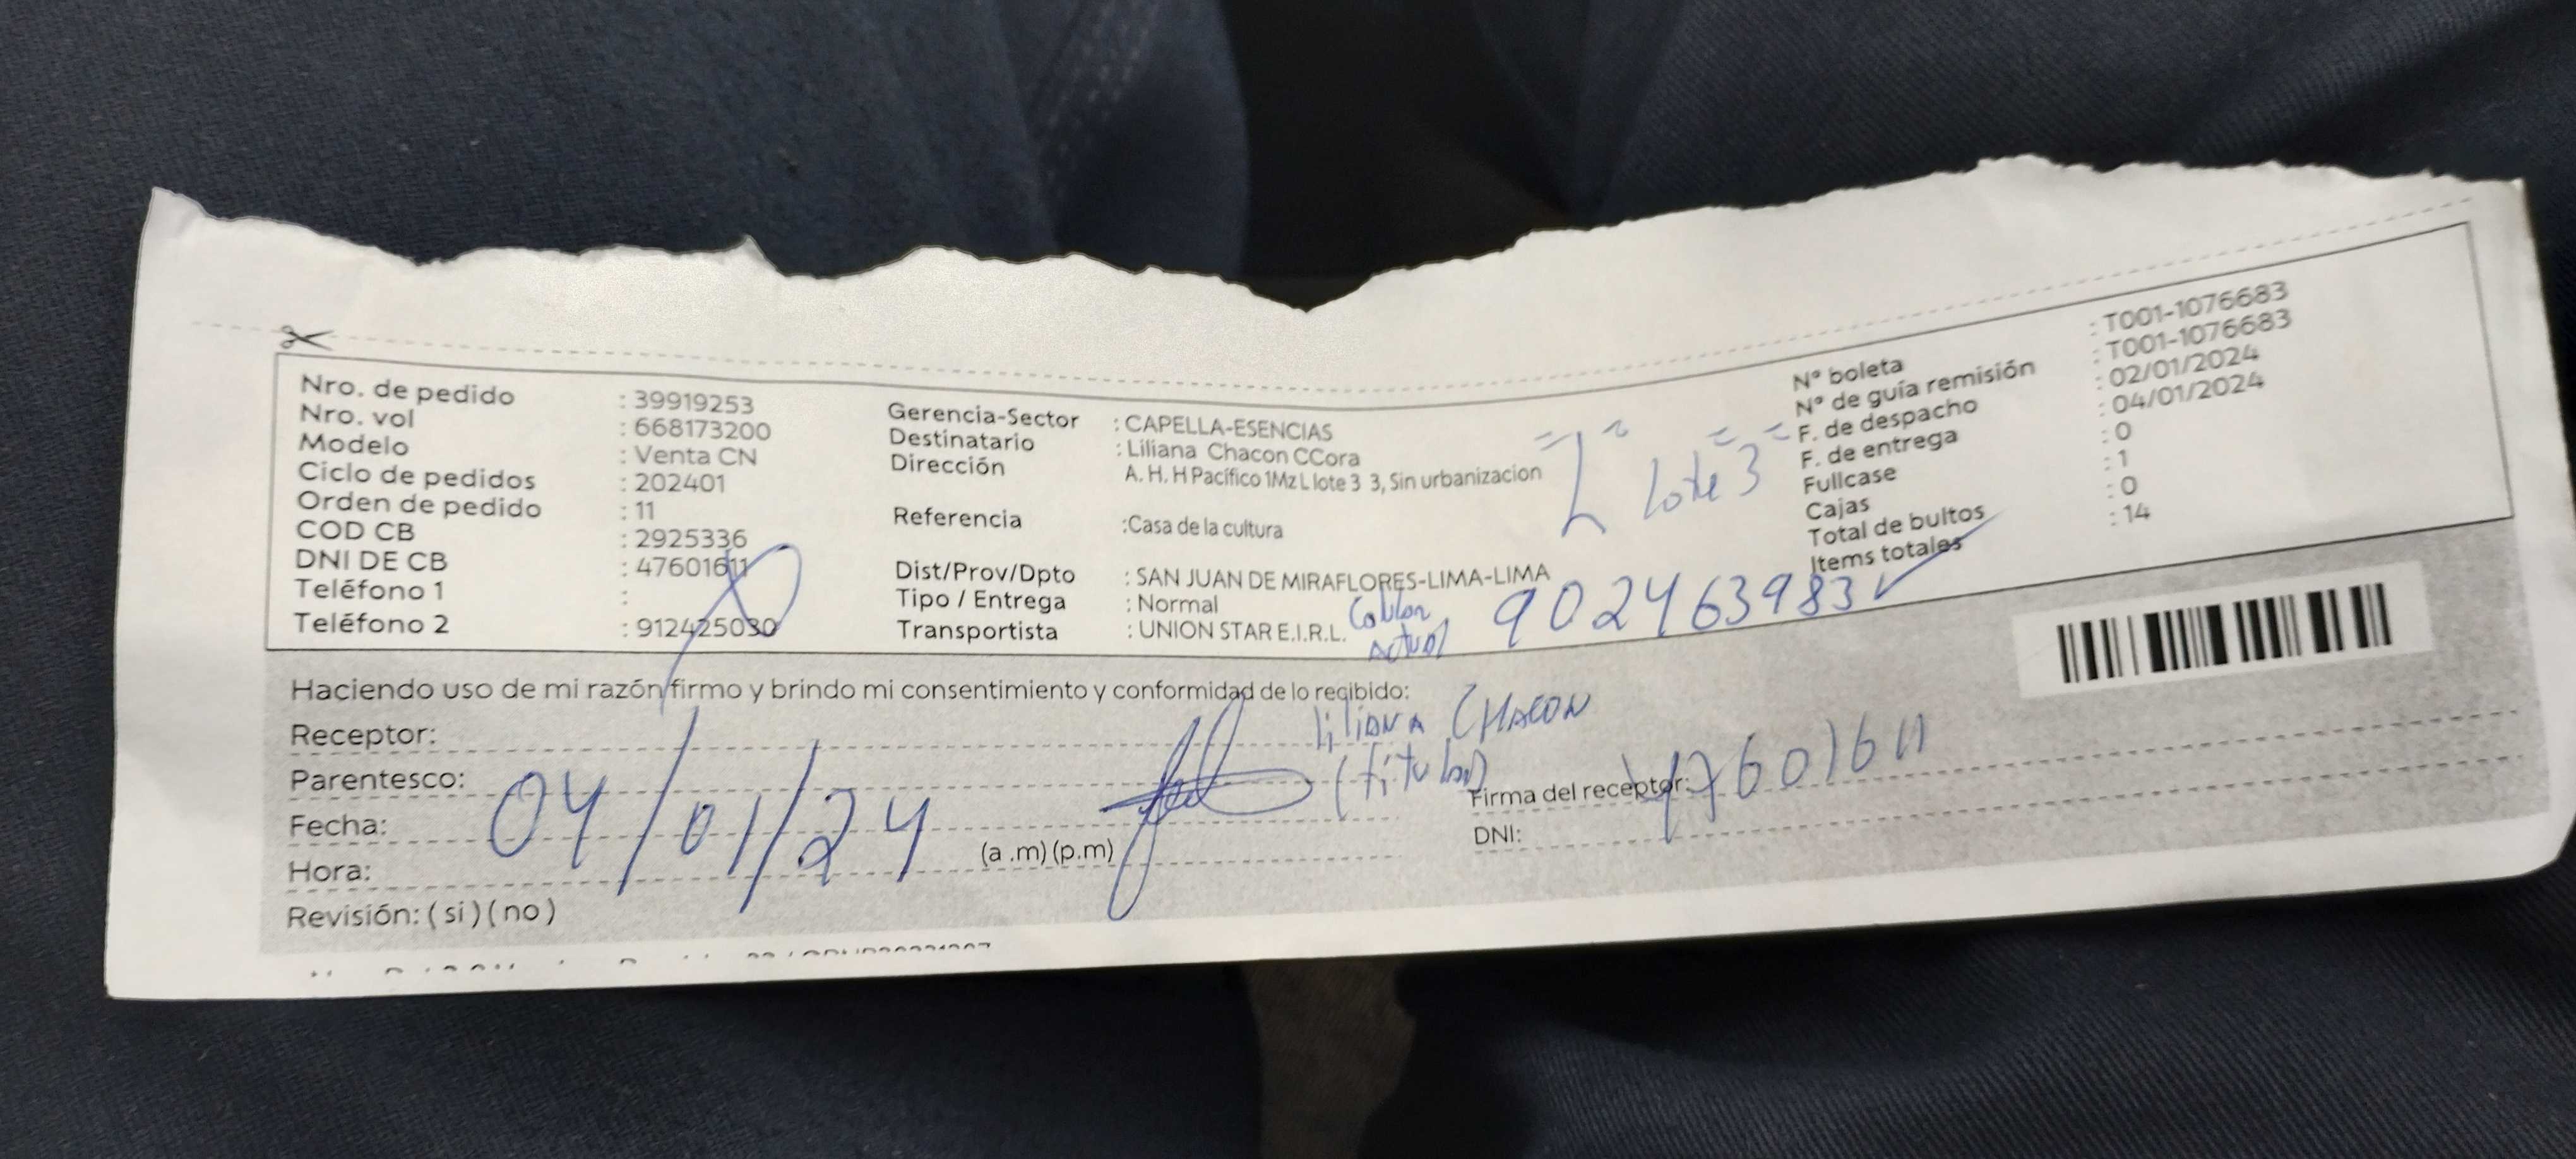 Nro. de pedido : 39919253
Nro. vol : 668173200
Modelo : Venta CN
Ciclo de pedidos : 202401
Orden de pedido : 11
COD CB : 2925336
DNI DE CB : 47601611
Teléfono 1 :
Teléfono 2 : 912425030
Gerencia-Sector : CAPELLA-ESENCIAS
Destinatario : Liliana Chacon CCora
Dirección A. H. H Pacífico 1Mz L lote 3 3, Sin urbanizacion
Referencia :Casa de la cultura
Dist/Prov/Dpto : SAN JUAN DE MIRAFLORES-LIMA-LIMA
Tipo / Entrega : Normal
Transportista : UNION STAR E.I.R.L.
lote 3
Actual 902463983
N° boleta : T001-1076683
N° de guía remisión : T001-1076683
F. de despacho : 02/01/2024
F. de entrega : 04/01/2024
Fullcase : 0
Cajas : 1
Total de bultos : 0
Items totales : 14
Haciendo uso de mi razón firmo y brindo mi consentimiento y conformidad de lo recibido:
Receptor: liliana CHACON
Parentesco: (titular)
Fecha: 04/01/24
Hora: (a .m) (p.m)
Revisión: ( si ) ( no )
Firma del receptor:
DNI: 47601611